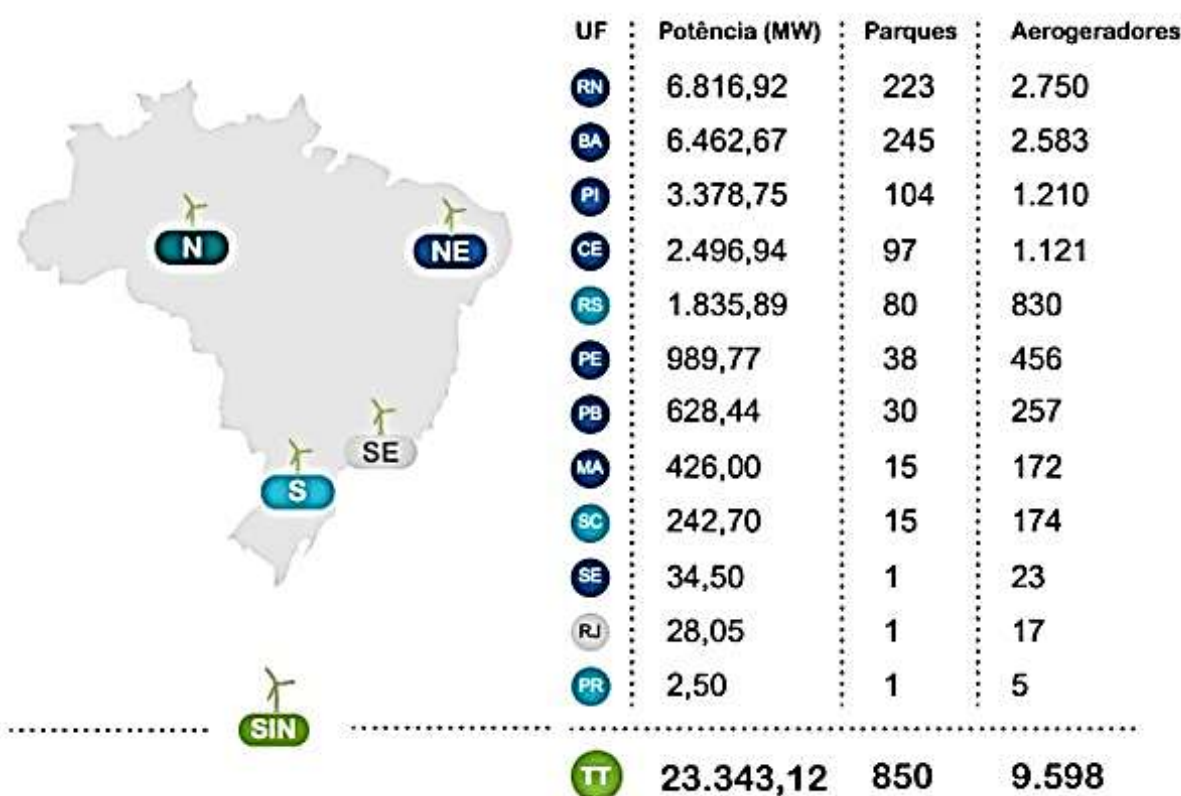 UF Potência (MW) Parques Aerogeradores
RN 6.816,92 223 2.750
BA 6.462,67 245 2.583
PI 3.378,75 104 1.210
CE 2.496,94 97 1.121
RS 1.835,89 80 830
PE 989,77 38 456
PB 628,44 30 257
MA 426,00 15 172
SC 242,70 15 174
SE 34,50 1 23
RJ 28,05 1 17
PR 2,50 1 5
TT 23.343,12 850 9.598
N
NE
SE
S
SIN